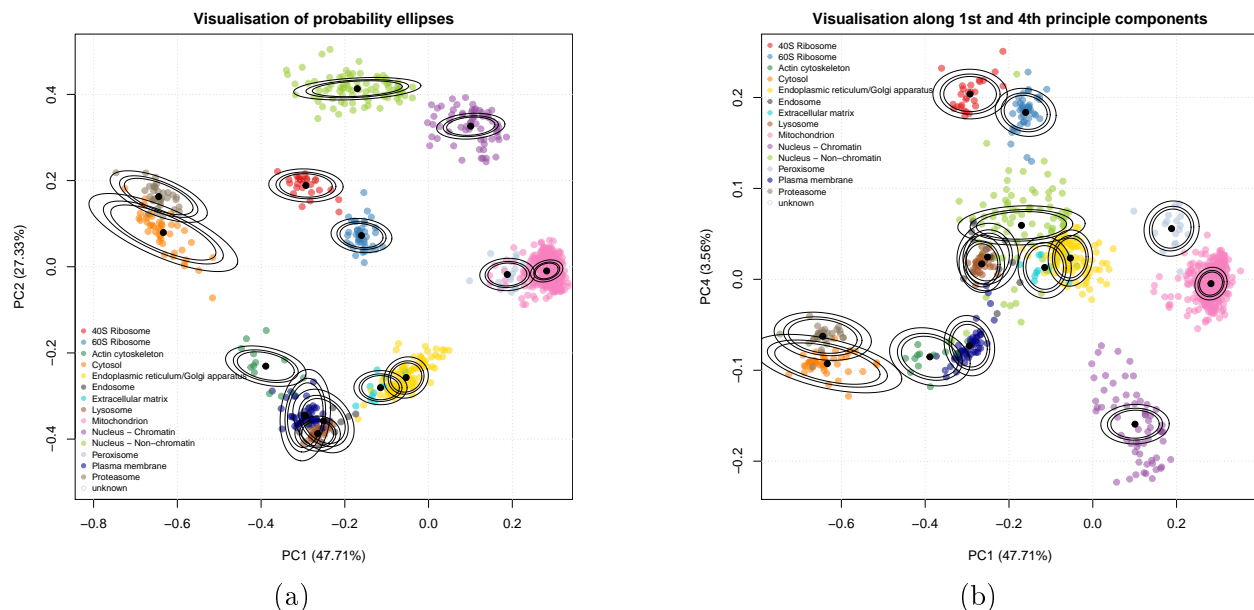 Visualisation of probability ellipses
0.4
0.2
0.0
−0.2
−0.4
PC2 (27.33%)
40S Ribosome
60S Ribosome
Actin cytoskeleton
Cytosol
Endoplasmic reticulum/Golgi apparatus
Endosome
Extracellular matrix
Lysosome
Mitochondrion
Nucleus − Chromatin
Nucleus − Non−chromatin
Peroxisome
Plasma membrane
Proteasome
unknown
−0.8
−0.6
−0.4
−0.2
0.0
0.2
PC1 (47.71%)
(a)
Visualisation along 1st and 4th principle components
0.2
0.1
0.0
−0.1
−0.2
PC4 (3.56%)
40S Ribosome
60S Ribosome
Actin cytoskeleton
Cytosol
Endoplasmic reticulum/Golgi apparatus
Endosome
Extracellular matrix
Lysosome
Mitochondrion
Nucleus − Chromatin
Nucleus − Non−chromatin
Peroxisome
Plasma membrane
Proteasome
unknown
−0.6
−0.4
−0.2
0.0
0.2
PC1 (47.71%)
(b)